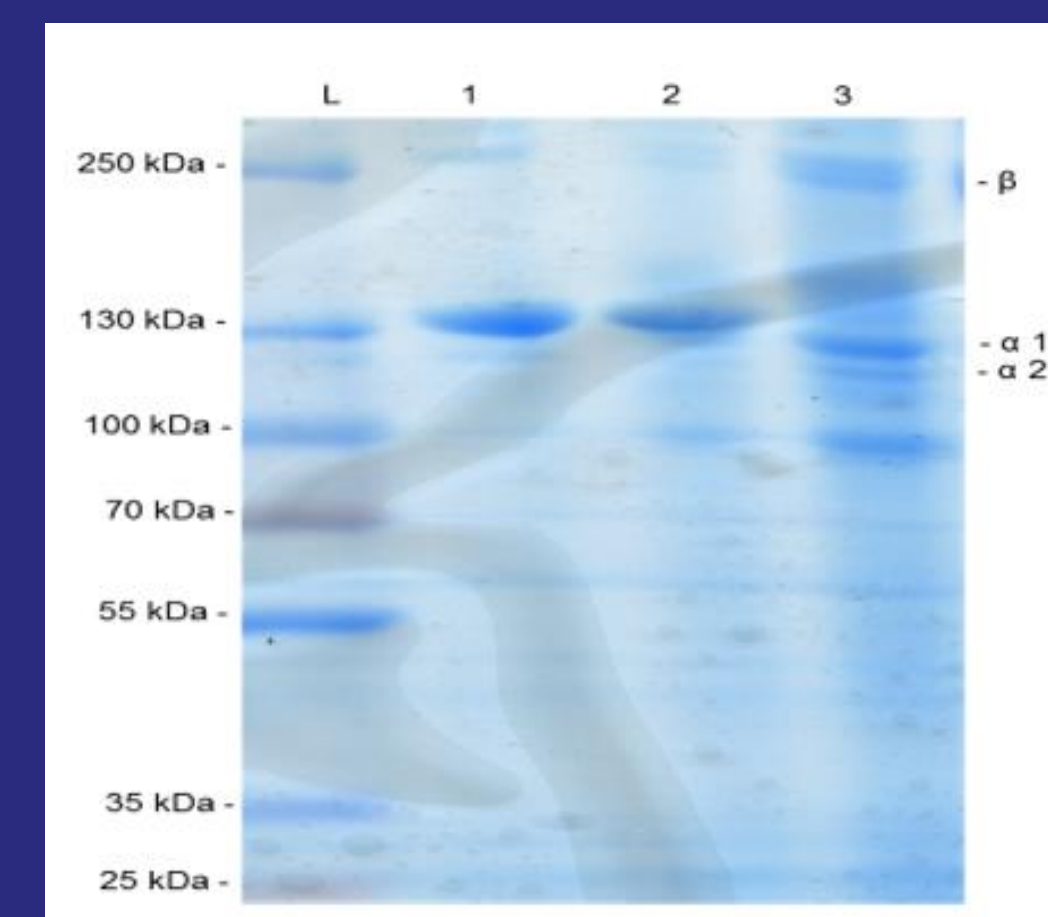 L 1 2 3
250 kDa -
- β
130 kDa -
- α 1
- α 2
100 kDa -
70 kDa -
55 kDa -
35 kDa -
25 kDa -